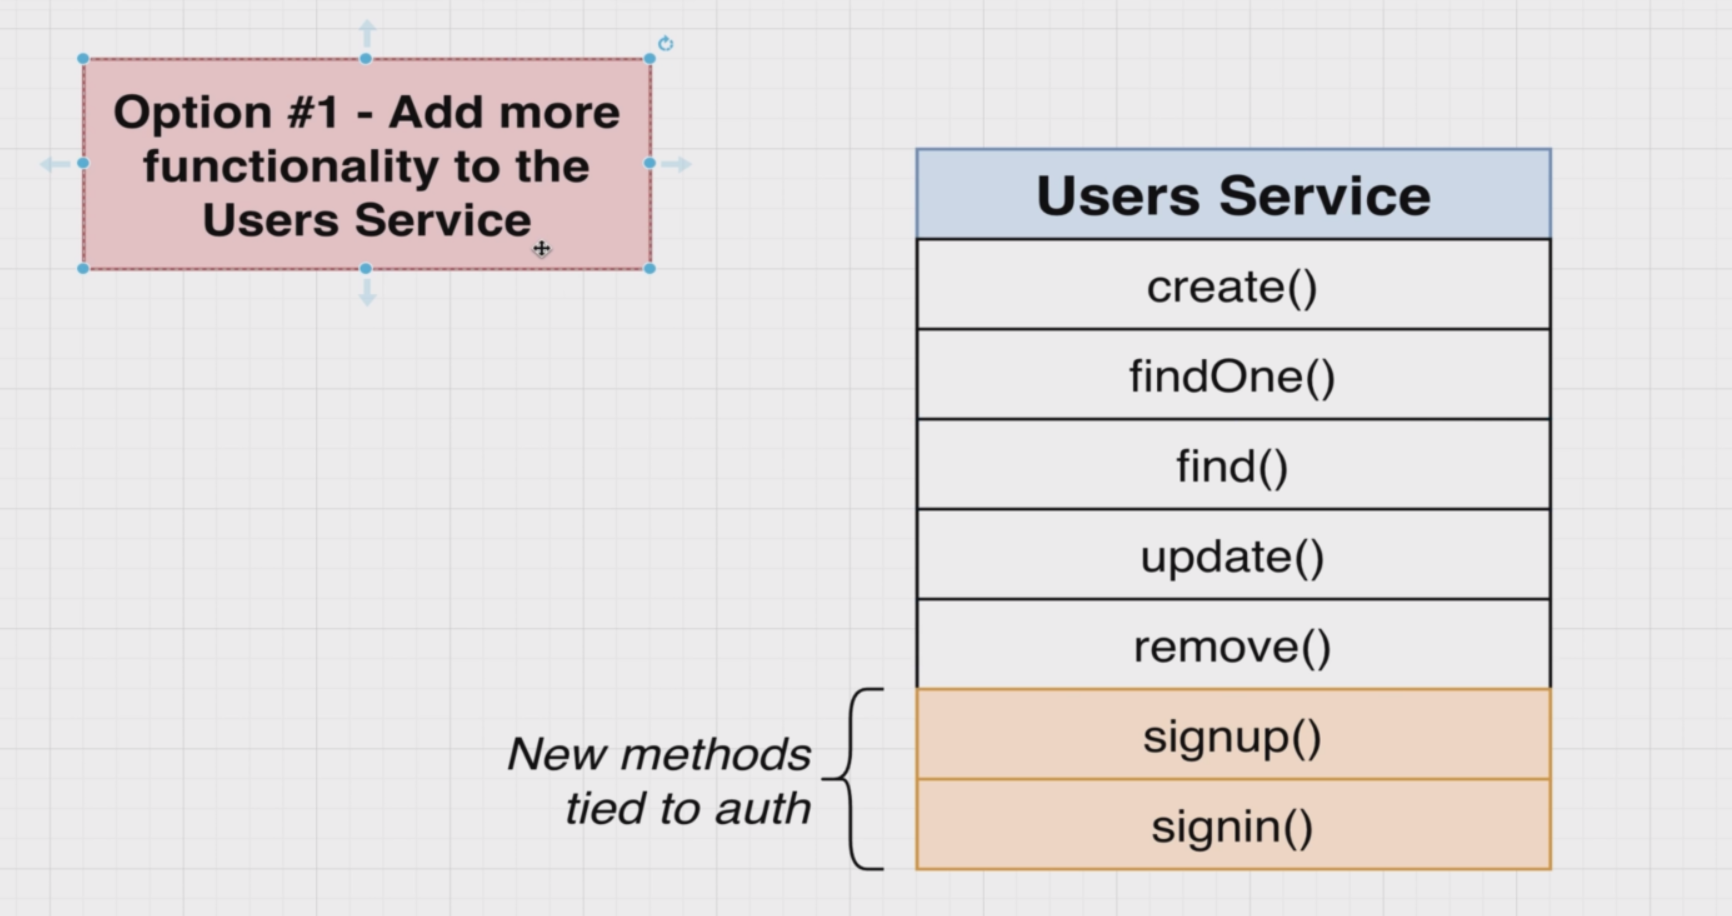 Option #1 - Add more
functionality to the
Users Service
Users Service
create()
findOne()
find()
update()
remove()
New methods
tied to auth
signup()
signin()